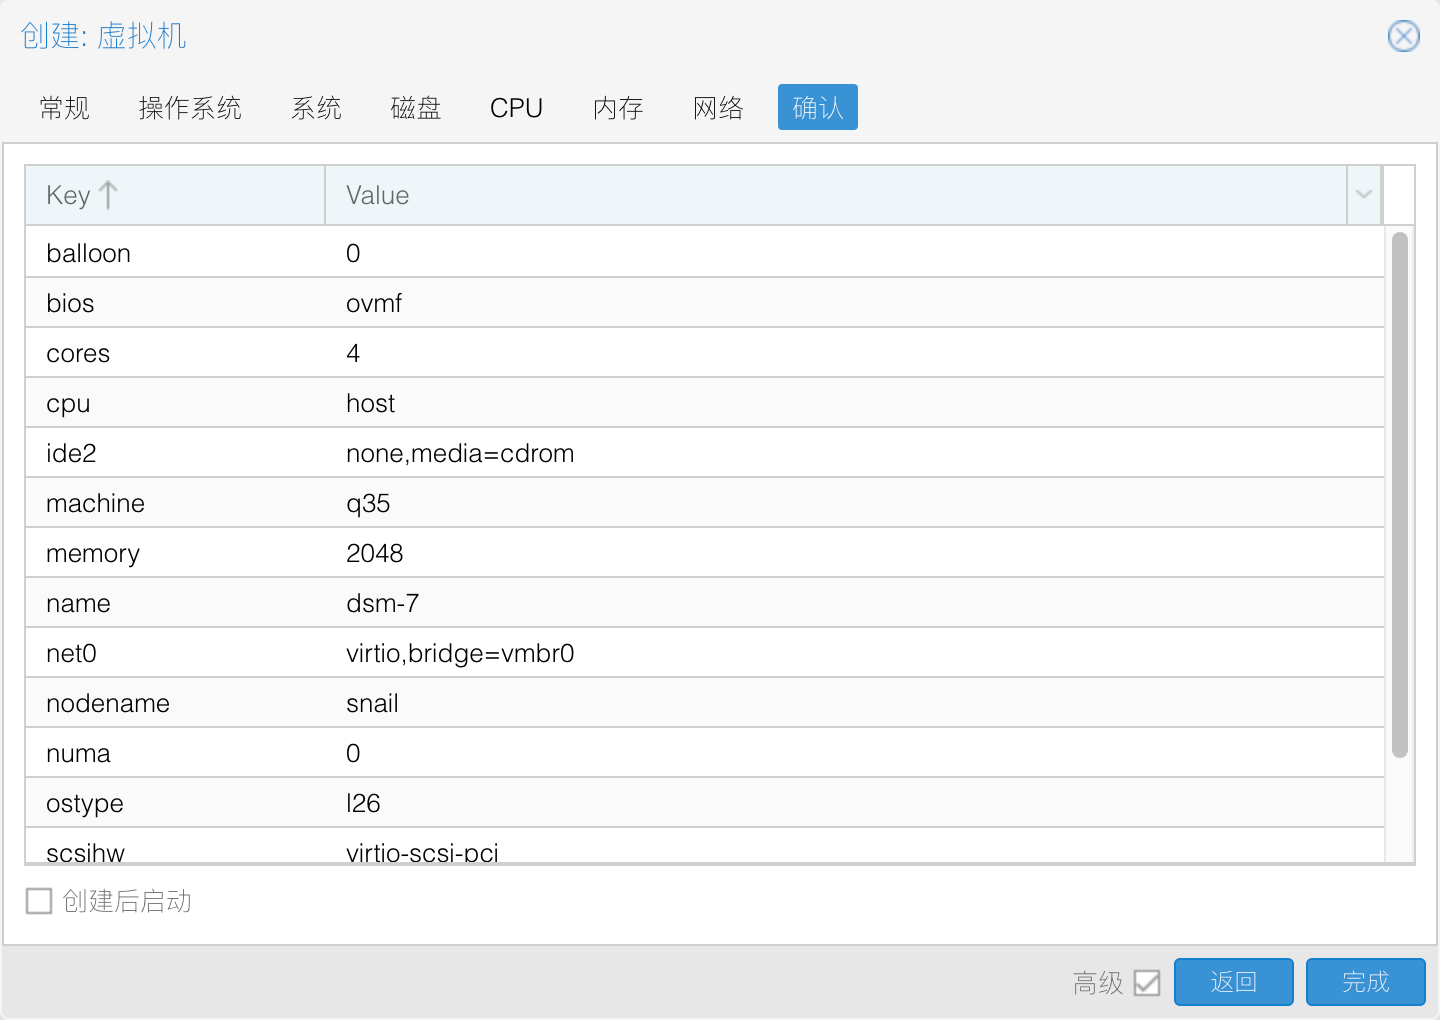 创建: 虚拟机
常规 操作系统 系统 磁盘 CPU 内存 网络 确认
Key Value
balloon 0
bios ovmf
cores 4
cpu host
ide2 none,media=cdrom
machine q35
memory 2048
name dsm-7
net0 virtio,bridge=vmbr0
nodename snail
numa 0
ostype l26
scsihw virtio-scsi-pci
创建后启动
高级 返回 完成